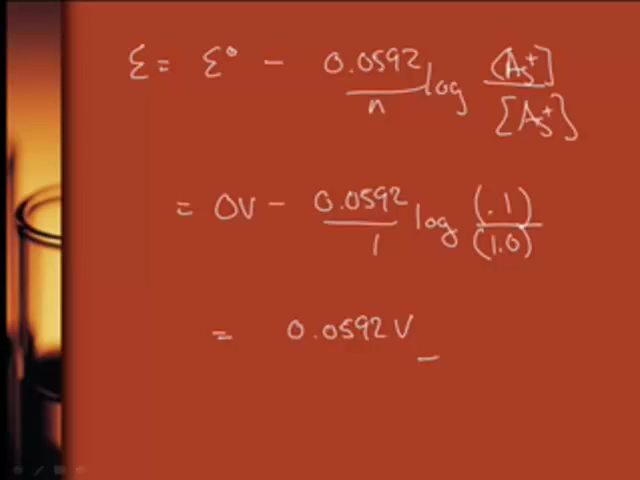 ℰ = ℰ° - 0.0592/n log [Ag+]/[Ag+]
= 0V - 0.0592/1 log (.1)/(1.0)
= 0.0592 V